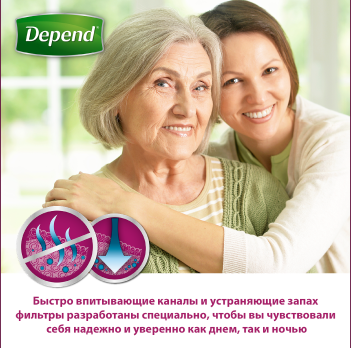 Depend
Быстро впитывающие каналы и устраняющие запах
фильтры разработаны специально, чтобы вы чувствовали
себя надежно и уверенно как днем, так и ночью